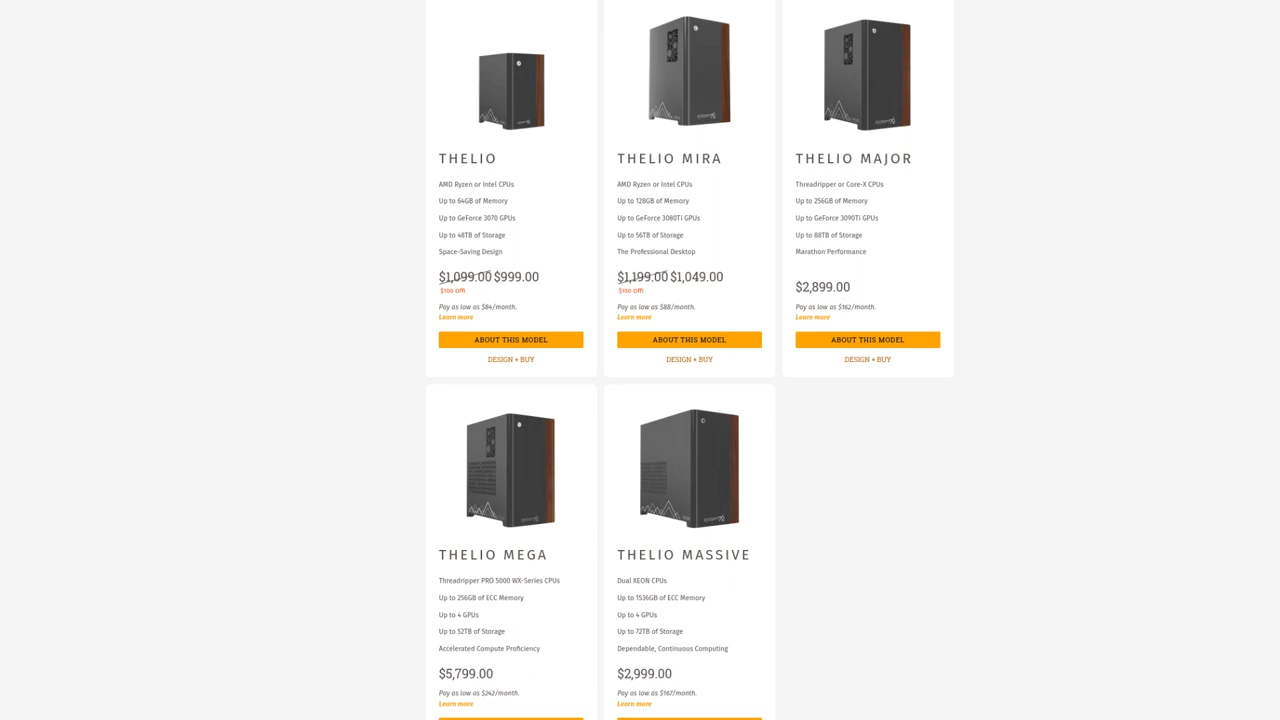 THELIO
AMD Ryzen or Intel CPUs
Up to 64GB of Memory
Up to GeForce 3070 GPUs
Up to 48TB of Storage
Space-Saving Design
$1,099.00 $999.00
$100 Off!
Pay as low as $84/month.
Learn more
ABOUT THIS MODEL
DESIGN + BUY
THELIO MIRA
AMD Ryzen or Intel CPUs
Up to 128GB of Memory
Up to GeForce 3080Ti GPUs
Up to 56TB of Storage
The Professional Desktop
$1,199.00 $1,049.00
$150 Off!
Pay as low as $88/month.
Learn more
ABOUT THIS MODEL
DESIGN + BUY
THELIO MAJOR
Threadripper or Core-X CPUs
Up to 256GB of Memory
Up to GeForce 3090Ti GPUs
Up to 88TB of Storage
Marathon Performance
$2,899.00
Pay as low as $162/month.
Learn more
ABOUT THIS MODEL
DESIGN + BUY
THELIO MEGA
Threadripper PRO 5000 WX-Series CPUs
Up to 256GB of ECC Memory
Up to 4 GPUs
Up to 52TB of Storage
Accelerated Compute Proficiency
$5,799.00
Pay as low as $242/month.
Learn more
THELIO MASSIVE
Dual XEON CPUs
Up to 1536GB of ECC Memory
Up to 4 GPUs
Up to 72TB of Storage
Dependable, Continuous Computing
$2,999.00
Pay as low as $167/month.
Learn more